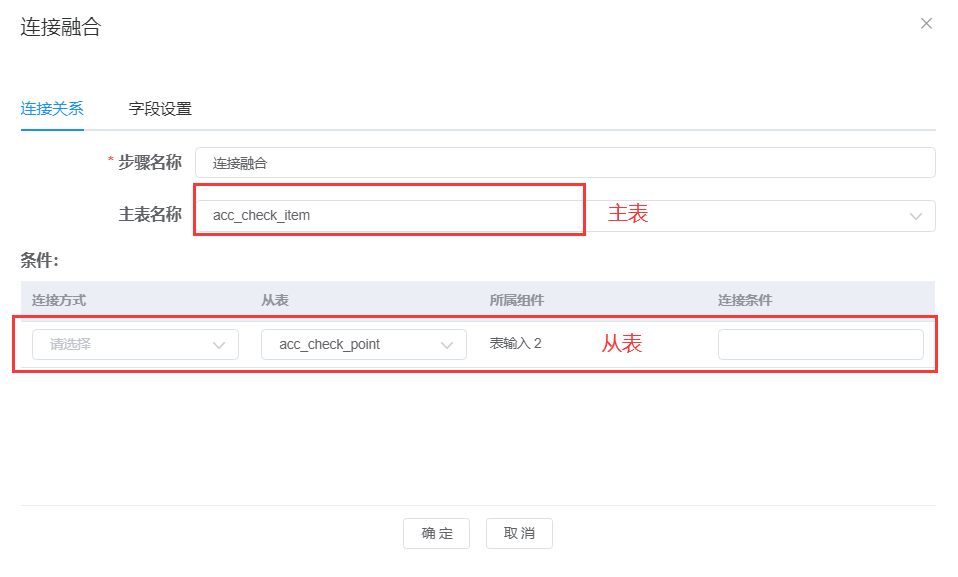 连接融合
连接关系 字段设置
* 步骤名称 连接融合
主表名称 acc_check_item 主表
条件：
连接方式 从表 所属组件 连接条件
请选择 acc_check_point 表输入 2 从表
确 定 取 消